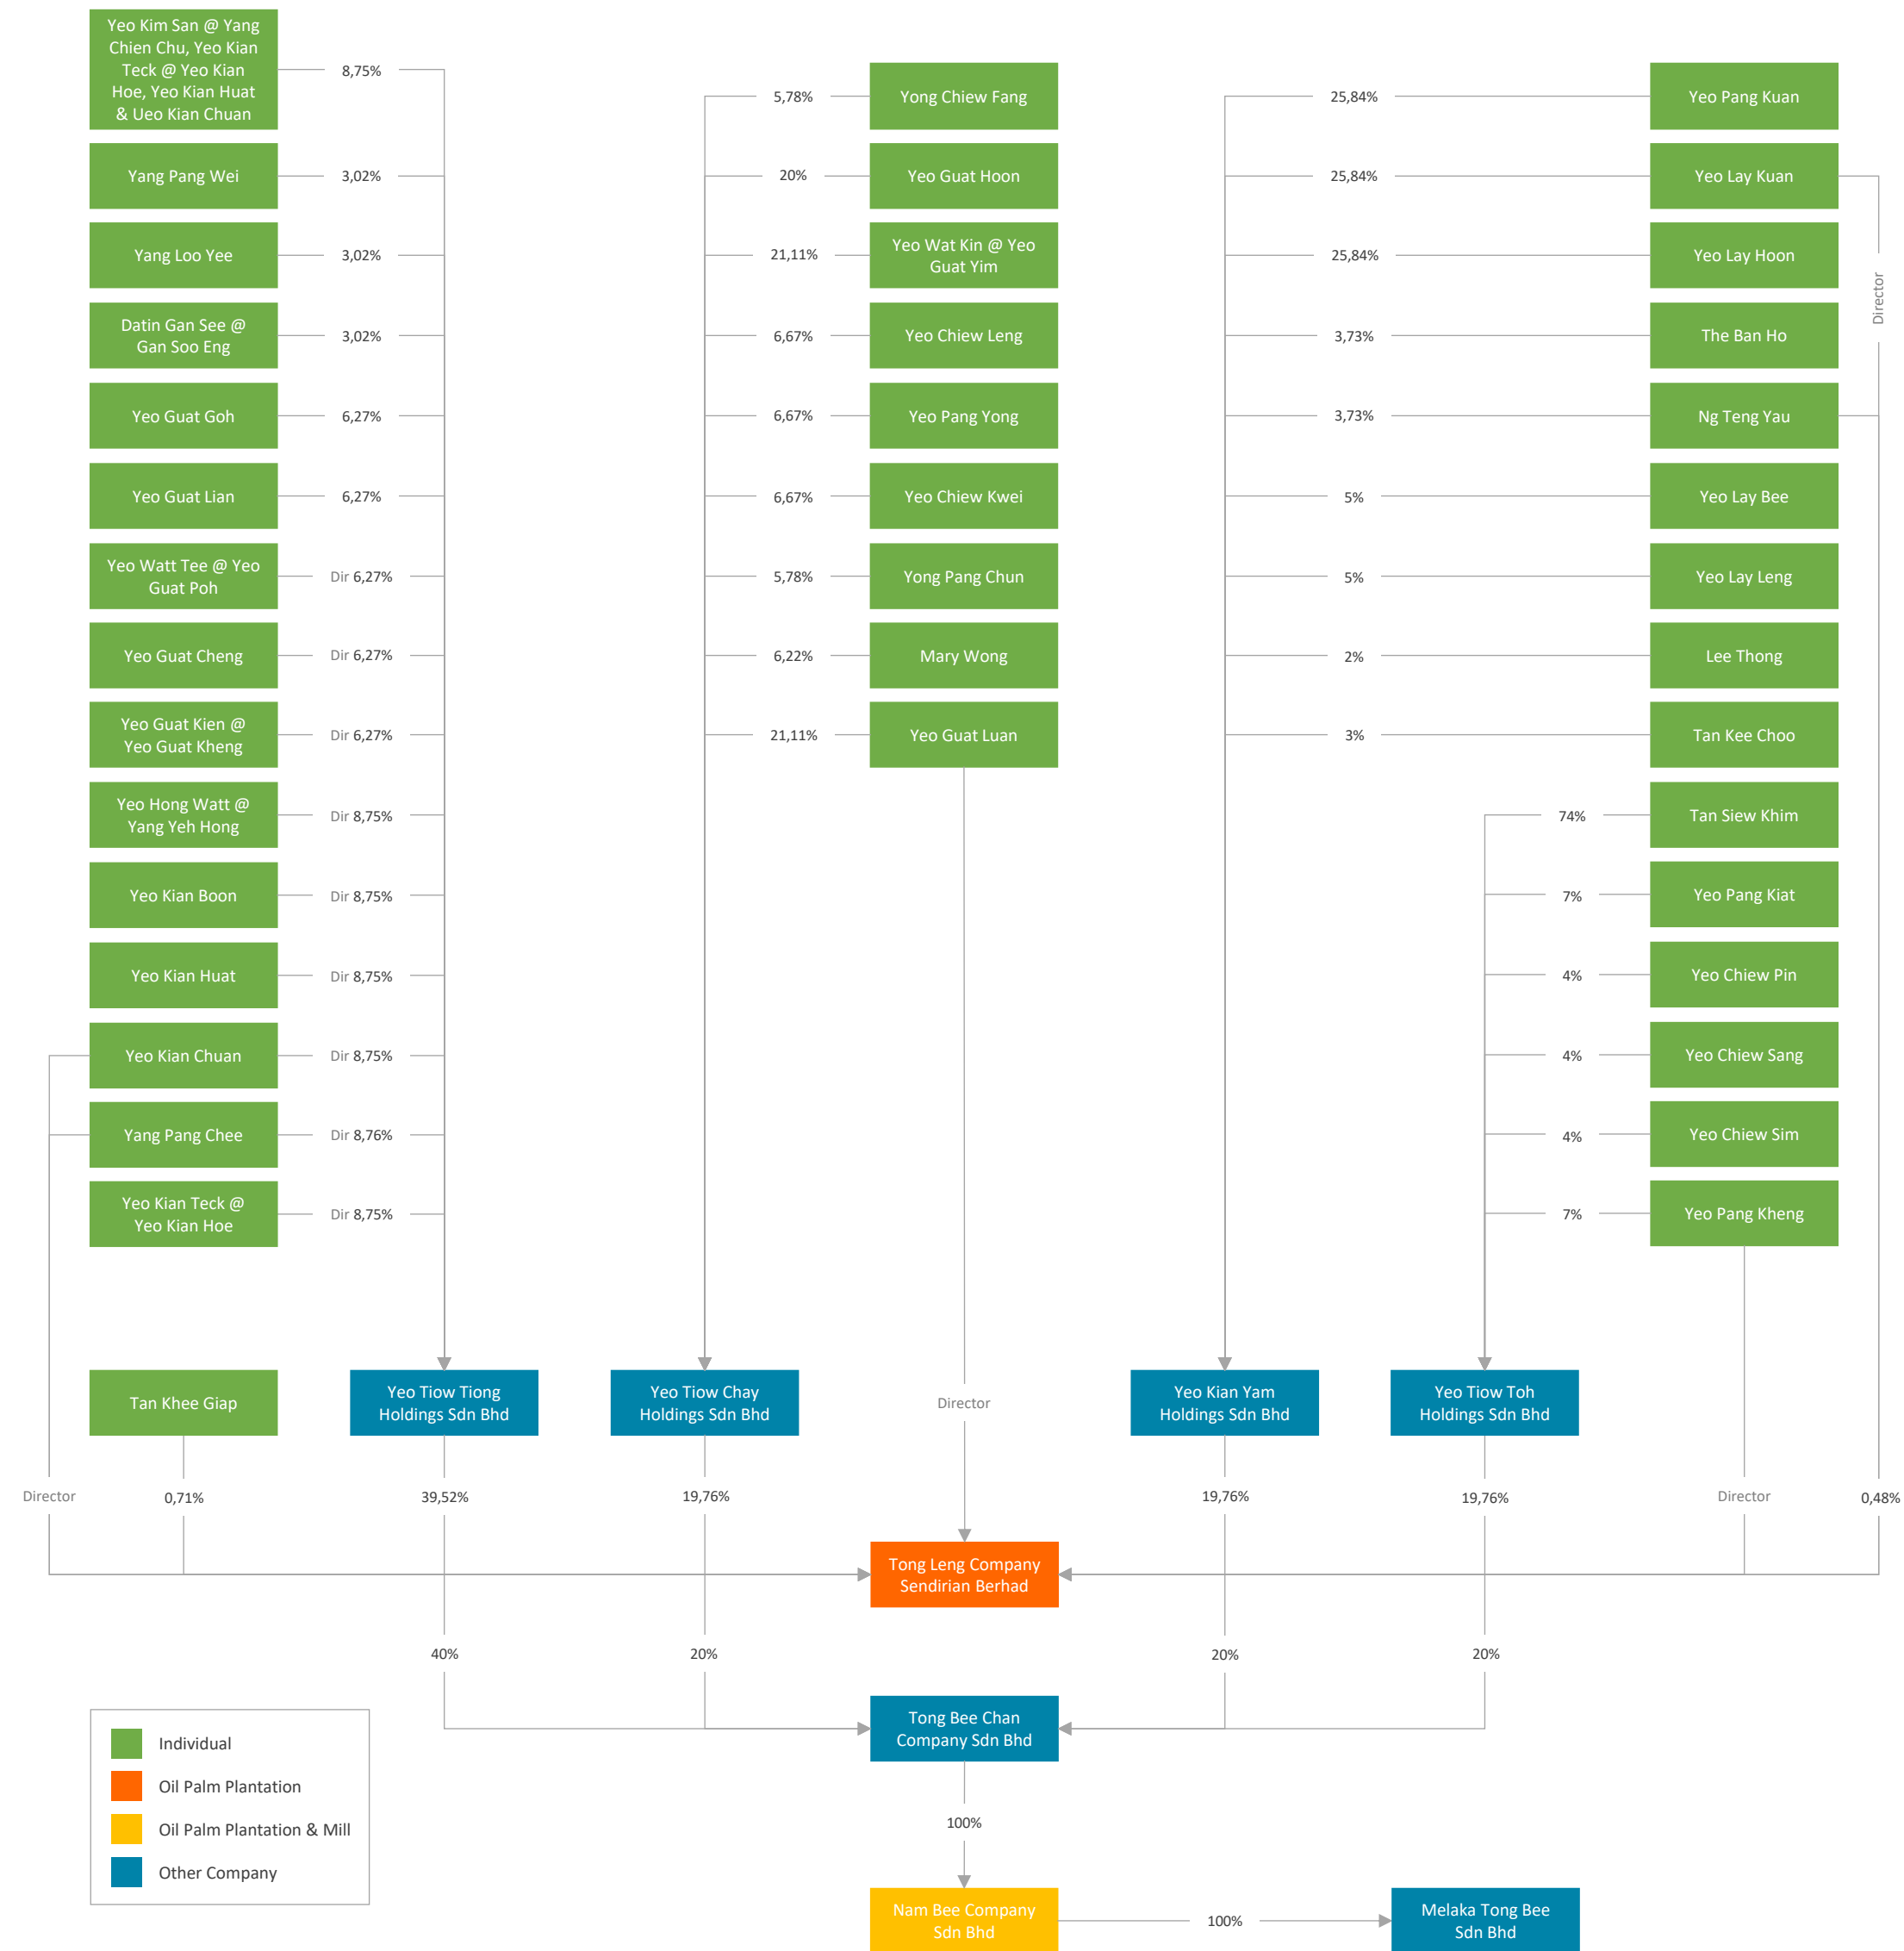 Yeo Kim San @ Yang
Chien Chu, Yeo Kian
Teck @ Yeo Kian
Hoe, Yeo Kian Huat
& Ueo Kian Chuan
8,75%
5,78%
Yong Chiew Fang
25,84%
Yeo Pang Kuan
Yang Pang Wei
3,02%
20%
Yeo Guat Hoon
25,84%
Yeo Lay Kuan
Yang Loo Yee
3,02%
21,11%
Yeo Wat Kin @ Yeo
Guat Yim
25,84%
Yeo Lay Hoon
Director
Datin Gan See @
Gan Soo Eng
3,02%
6,67%
Yeo Chiew Leng
3,73%
The Ban Ho
Yeo Guat Goh
6,27%
6,67%
Yeo Pang Yong
3,73%
Ng Teng Yau
Yeo Guat Lian
6,27%
6,67%
Yeo Chiew Kwei
5%
Yeo Lay Bee
Yeo Watt Tee @ Yeo
Guat Poh
Dir 6,27%
5,78%
Yong Pang Chun
5%
Yeo Lay Leng
Yeo Guat Cheng
Dir 6,27%
6,22%
Mary Wong
2%
Lee Thong
Yeo Guat Kien @
Yeo Guat Kheng
Dir 6,27%
21,11%
Yeo Guat Luan
3%
Tan Kee Choo
Yeo Hong Watt @
Yang Yeh Hong
Dir 8,75%
74%
Tan Siew Khim
Yeo Kian Boon
Dir 8,75%
7%
Yeo Pang Kiat
Yeo Kian Huat
Dir 8,75%
4%
Yeo Chiew Pin
Yeo Kian Chuan
Dir 8,75%
4%
Yeo Chiew Sang
Yang Pang Chee
Dir 8,76%
4%
Yeo Chiew Sim
Yeo Kian Teck @
Yeo Kian Hoe
Dir 8,75%
7%
Yeo Pang Kheng
Tan Khee Giap
Yeo Tiow Tiong
Holdings Sdn Bhd
Yeo Tiow Chay
Holdings Sdn Bhd
Director
Yeo Kian Yam
Holdings Sdn Bhd
Yeo Tiow Toh
Holdings Sdn Bhd
Director
0,71%
39,52%
19,76%
19,76%
19,76%
Director
0,48%
Tong Leng Company
Sendirian Berhad
40%
20%
20%
20%
Tong Bee Chan
Company Sdn Bhd
Individual
Oil Palm Plantation
Oil Palm Plantation & Mill
Other Company
100%
Nam Bee Company
Sdn Bhd
100%
Melaka Tong Bee
Sdn Bhd